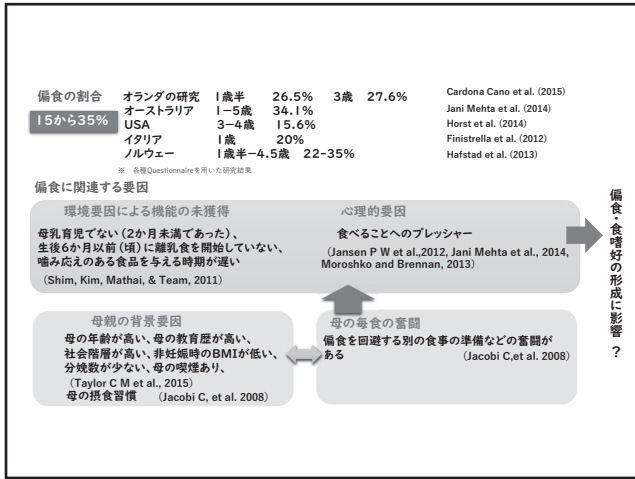 偏食の割合
15から35%
オランダの研究 1歳半 26.5% 3歳 27.6% Cardona Cano et al. (2015)
オーストラリア 1-5歳 34.1% Jani Mehta et al. (2014)
USA 3-4歳 15.6% Horst et al. (2014)
イタリア 1歳 20% Finistrella et al. (2012)
ノルウェー 1歳半-4.5歳 22-35% Hafstad et al. (2013)
※ 各種Questionnaireを用いた研究結果
偏食に関連する要因
環境要因による機能の未獲得
母乳育児でない(2か月未満であった)、
生後6か月以前(頃)に離乳食を開始していない、
噛み応えのある食品を与える時期が遅い
(Shim, Kim, Mathai, & Team, 2011)
心理的要因
食べることへのプレッシャー
(Jansen P W et al.,2012, Jani Mehta et al., 2014,
Moroshko and Brennan, 2013)
母親の背景要因
母の年齢が高い、母の教育歴が高い、
社会階層が高い、非妊娠時のBMIが低い、
分娩数が少ない、母の喫煙あり、
(Taylor C M et al., 2015)
母の摂食習慣 (Jacobi C, et al. 2008)
母の毎食の奮闘
偏食を回避する別の食事の準備などの奮闘が
ある (Jacobi C,et al. 2008)
偏食・食嗜好の形成に影響?